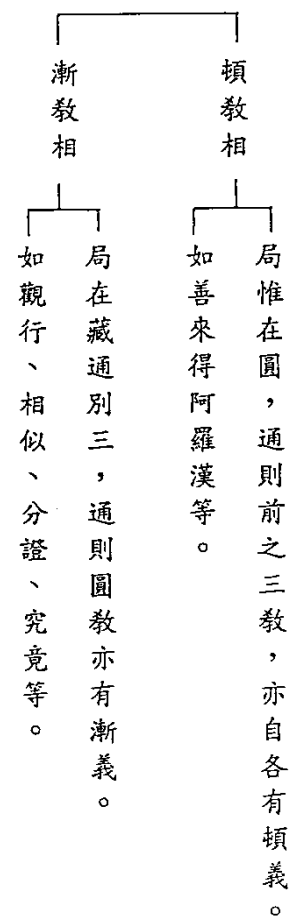 頓教相
局惟在圓，通則前之三教，亦自各有頓義。
如善來得阿羅漢等。
漸教相
局在藏通別三，通則圓教亦有漸義。
如觀行、相似、分證、究竟等。